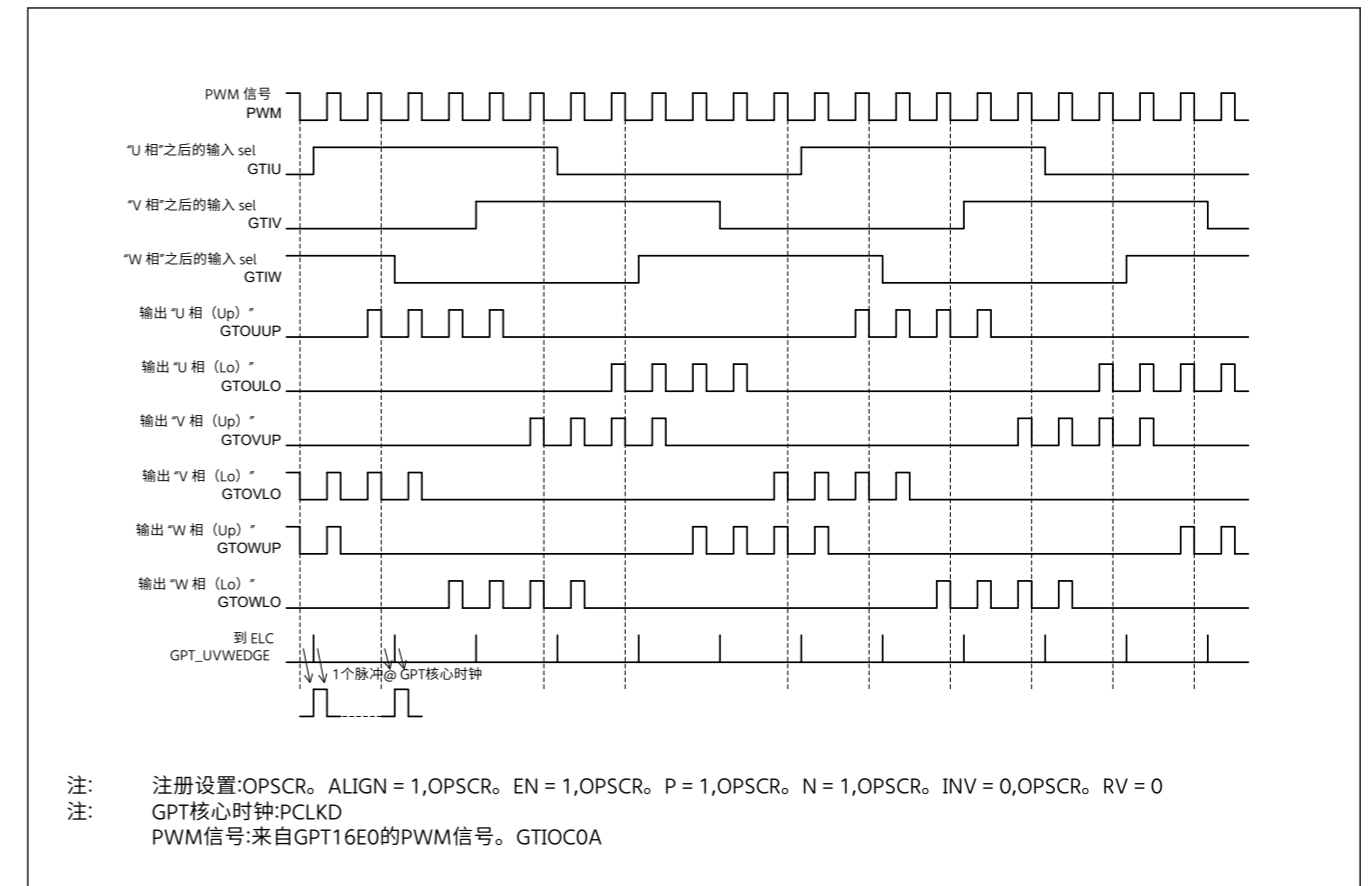 PWM 信号
PWM
“U 相”之后的输入 sel
GTIU
“V 相”之后的输入 sel
GTIV
“W 相”之后的输入 sel
GTIW
输出 “U 相（Up）”
GTOUUP
输出 “U 相（Lo）”
GTOULO
输出 “V 相（Up）”
GTOVUP
输出 “V 相（Lo）”
GTOVLO
输出 “W 相（Up）”
GTOWUP
输出 “W 相（Lo）”
GTOWLO
到 ELC
GPT_UVWEDGE
1个脉冲@ GPT核心时钟
注: 注册设置:OPSCR。ALIGN = 1,OPSCR。EN = 1,OPSCR。P = 1,OPSCR。N = 1,OPSCR。INV = 0,OPSCR。RV = 0
注: GPT核心时钟:PCLKD
PWM信号:来自GPT16E0的PWM信号。GTIOC0A